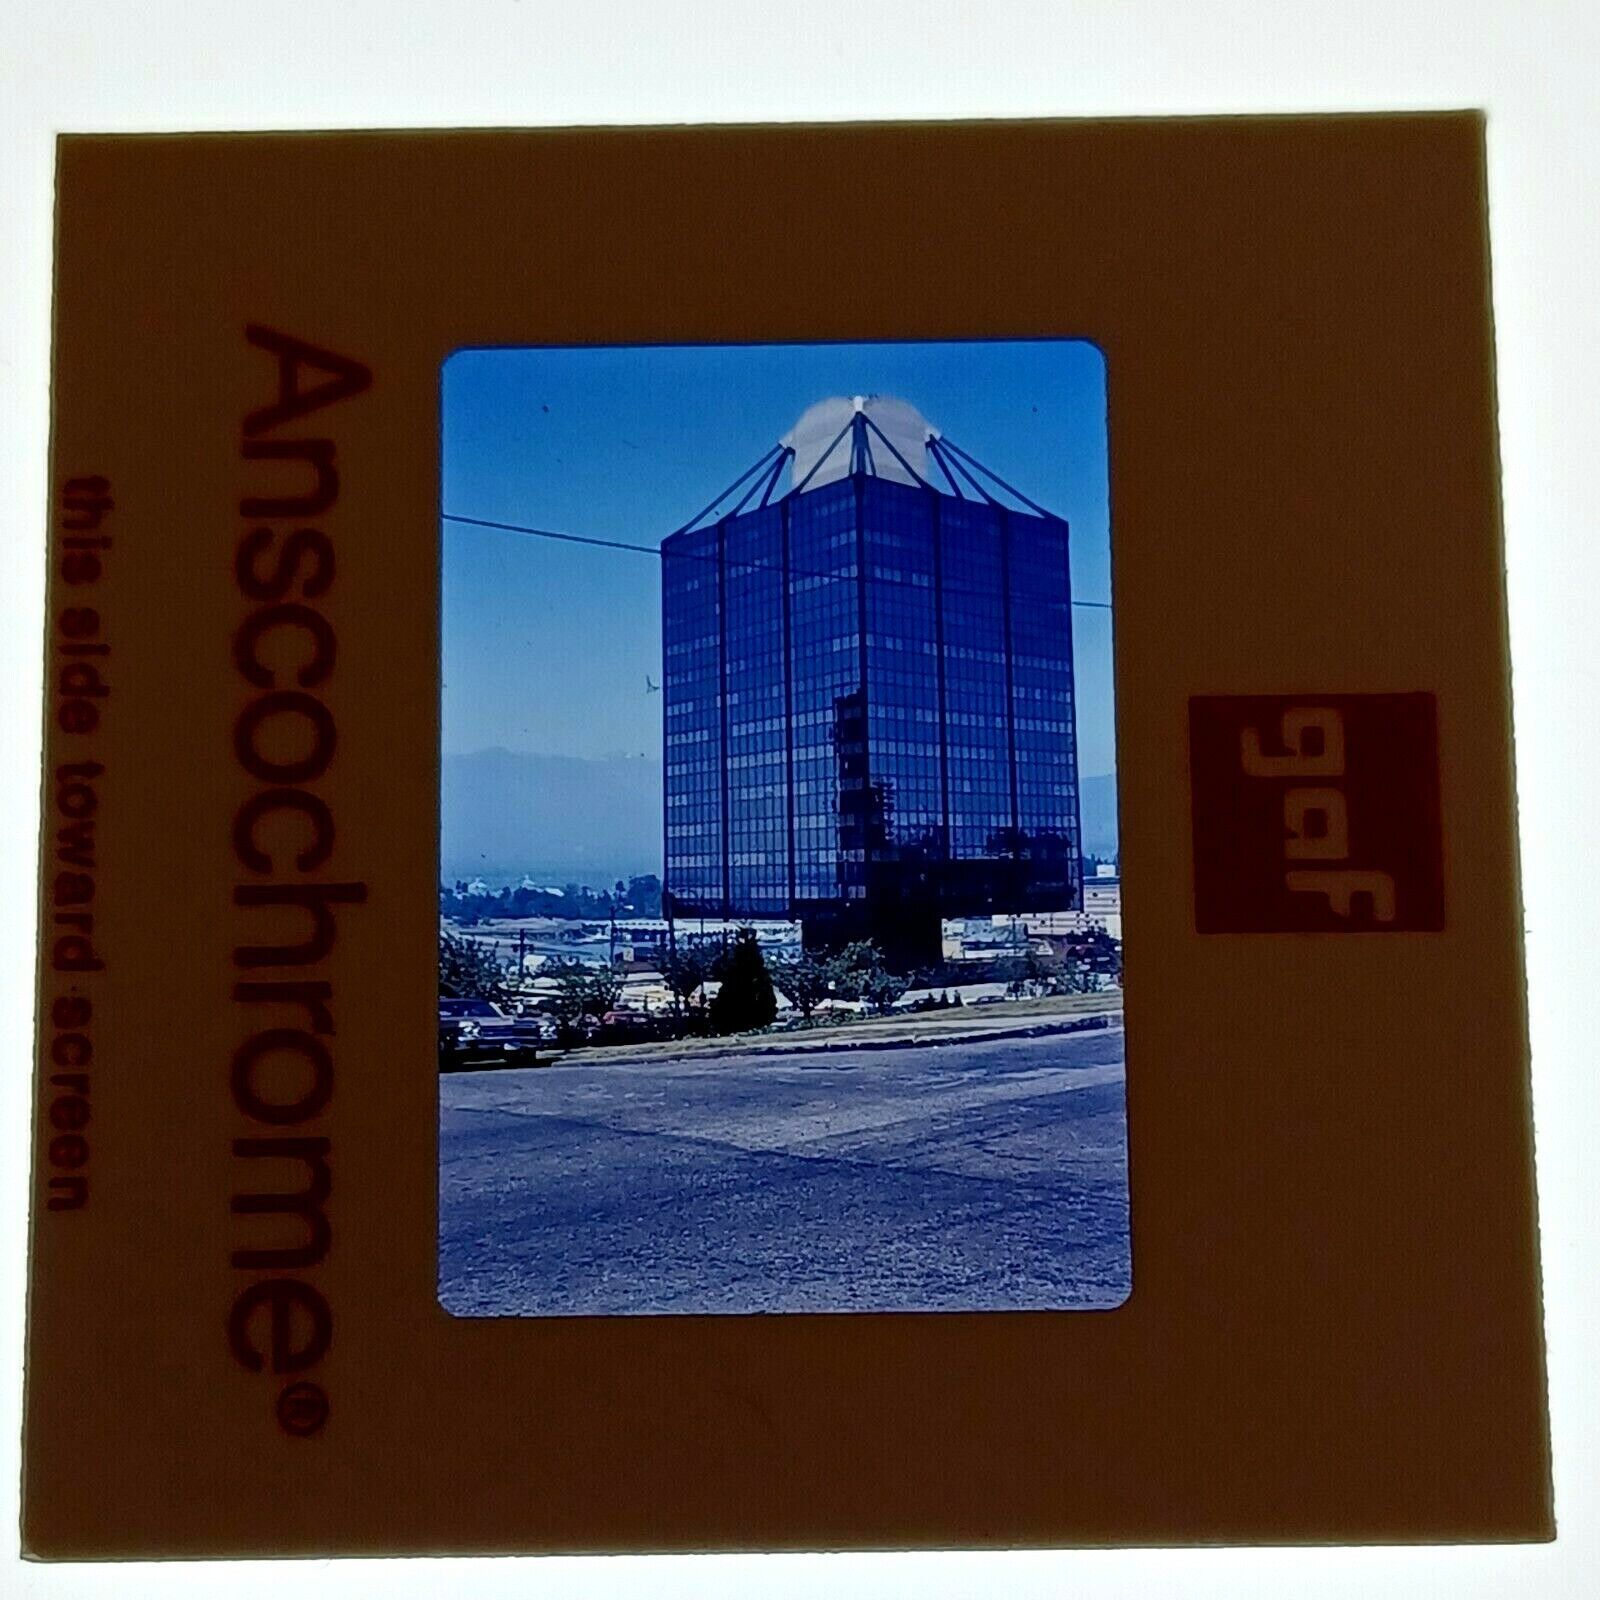 Anscochrome®
this side toward screen
gaf